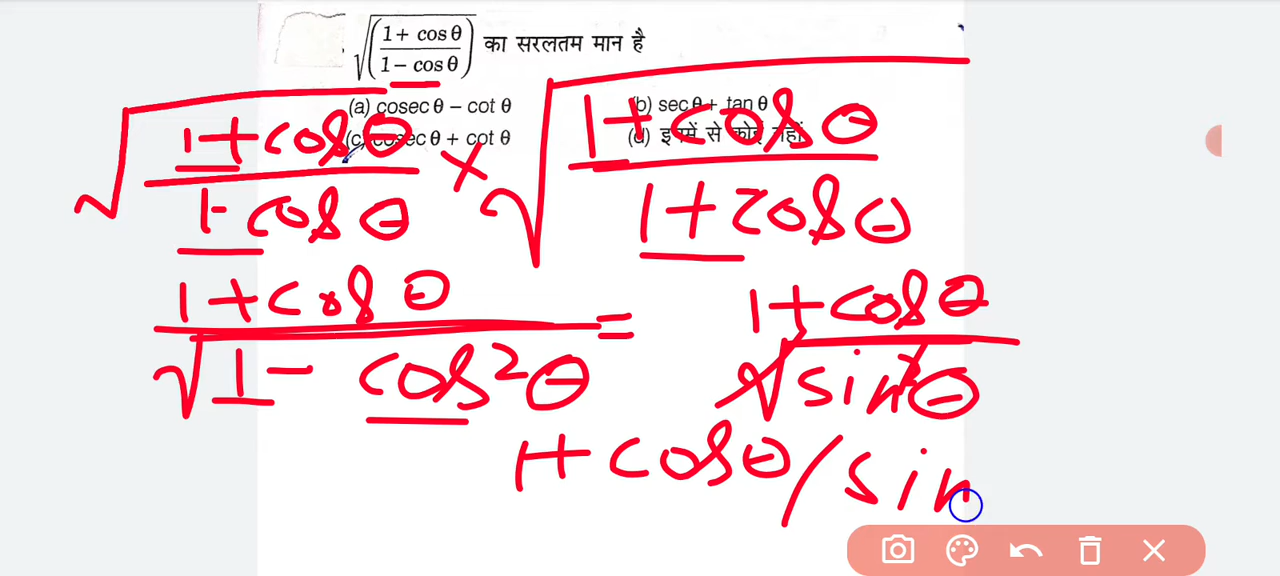 √((1 + cos θ)/(1 − cos θ)) का सरलतम मान है
(a) cosec θ − cot θ (b) sec θ + tan θ
(c) cosec θ + cot θ (d) इनमें से कोई नहीं
√((1+cosθ)/(1-cosθ)) × √((1+cosθ)/(1+cosθ))
(1+cosθ)/√(1-cos²θ) = (1+cosθ)/√(sin²θ)
1+cosθ/sin